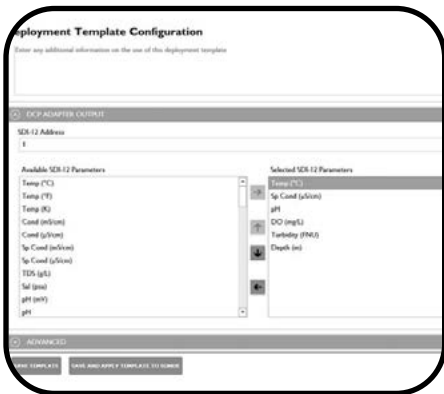 eployment Template Configuration
Enter any additional information on the use of this deployment template
DCP ADAPTER OUTPUT
SDI-12 Address
1
Available SDI-12 Parameters
Temp (°C)
Temp (°F)
Temp (K)
Cond (mS/cm)
Cond (µS/cm)
Sp Cond (mS/cm)
Sp Cond (µS/cm)
TDS (g/L)
Sal (psu)
pH (mV)
pH
Selected SDI-12 Parameters
Temp (°C)
Sp Cond (µS/cm)
pH
DO (mg/L)
Turbidity (FNU)
Depth (m)
ADVANCED
SAVE TEMPLATE
SAVE AND APPLY TEMPLATE TO SONDE